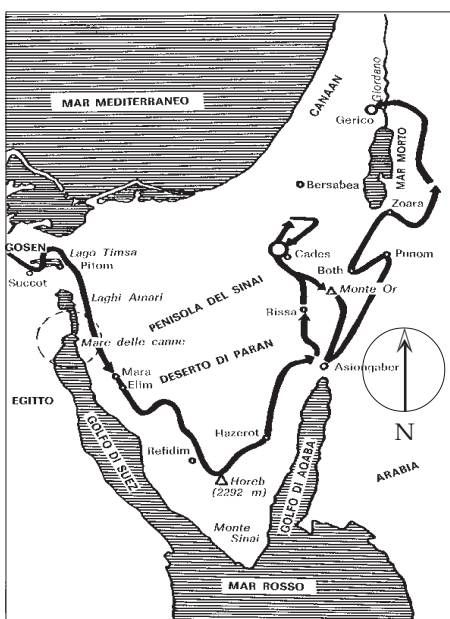 MAR MEDITERRANEO
CANAAN
Giordano
Gerico
MAR MORTO
Bersabea
Zoara
GOSEN
Lago Timsa
Pitom
Succot
Cades
Punom
Both
Monte Or
Laghi Amari
PENISOLA DEL SINAI
Rissa
Mare delle canne
DESERTO DI PARAN
Asiongaber
Mara
Elim
EGITTO
N
Hazerot
Refidim
GOLFO DI SUEZ
GOLFO DI AQABA
ARABIA
Horeb
(2292 m)
Monte
Sinai
MAR ROSSO